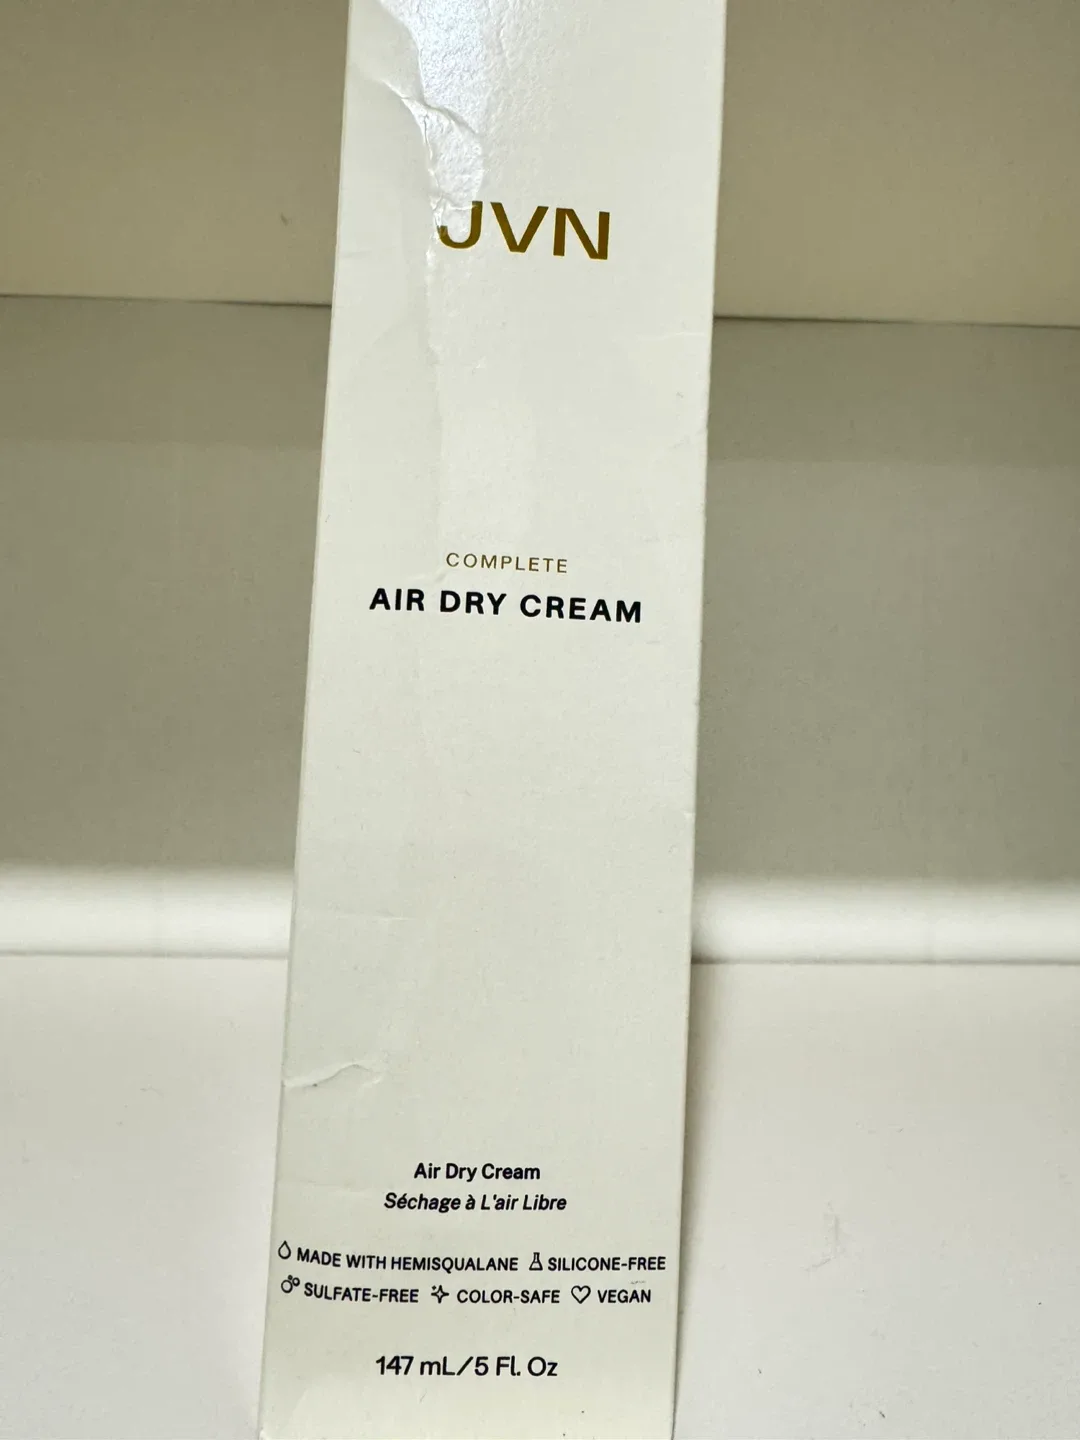 JVN
COMPLETE
AIR DRY CREAM
Air Dry Cream
Séchage à L'air Libre
MADE WITH HEMISQUALANE SILICONE-FREE
SULFATE-FREE COLOR-SAFE VEGAN
147 mL/5 Fl. Oz